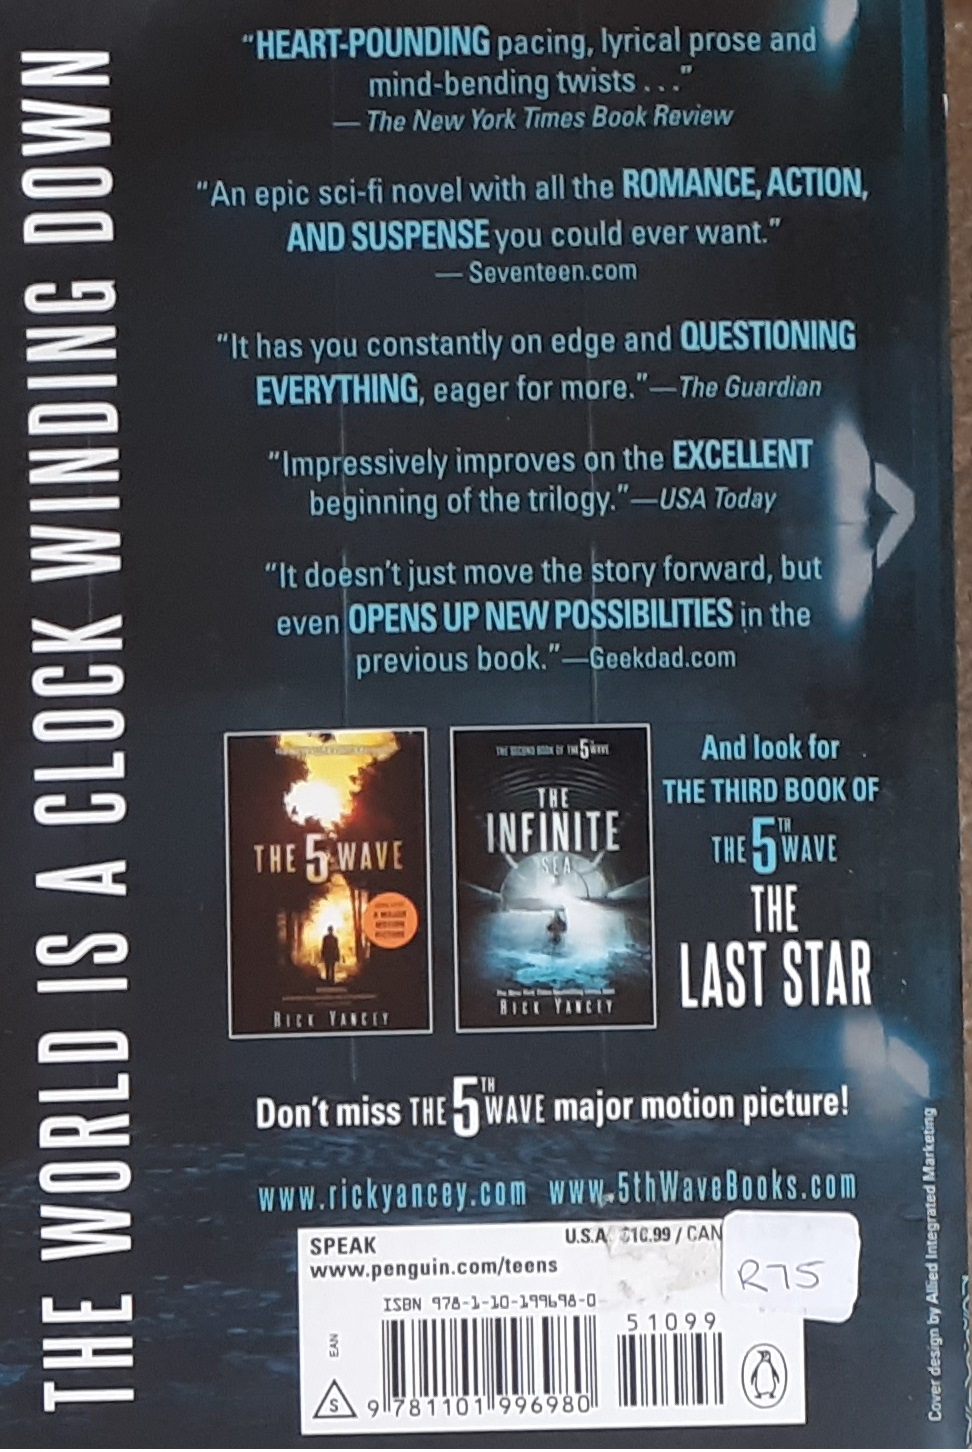 THE WORLD IS A CLOCK WINDING DOWN
“HEART-POUNDING pacing, lyrical prose and
mind-bending twists . . .”
— The New York Times Book Review
“An epic sci-fi novel with all the ROMANCE, ACTION,
AND SUSPENSE you could ever want.”
— Seventeen.com
“It has you constantly on edge and QUESTIONING
EVERYTHING, eager for more.”—The Guardian
“Impressively improves on the EXCELLENT
beginning of the trilogy.”—USA Today
“It doesn’t just move the story forward, but
even OPENS UP NEW POSSIBILITIES in the
previous book.”—Geekdad.com
THE 5 WAVE
A MAJOR
MOTION
PICTURE
RICK YANCEY
THE SECOND BOOK OF THE 5TH WAVE
THE
INFINITE
SEA
RICK YANCEY
And look for
THE THIRD BOOK OF
THE 5TH WAVE
THE
LAST STAR
Don’t miss THE 5TH WAVE major motion picture!
www.rickyancey.com www.5thWaveBooks.com
SPEAK
U.S.A. $10.99 / CAN
www.penguin.com/teens
R75
ISBN 978-1-10-199698-0
51099
EAN
S
9 781101 996980
Cover design by Allied Integrated Marketing